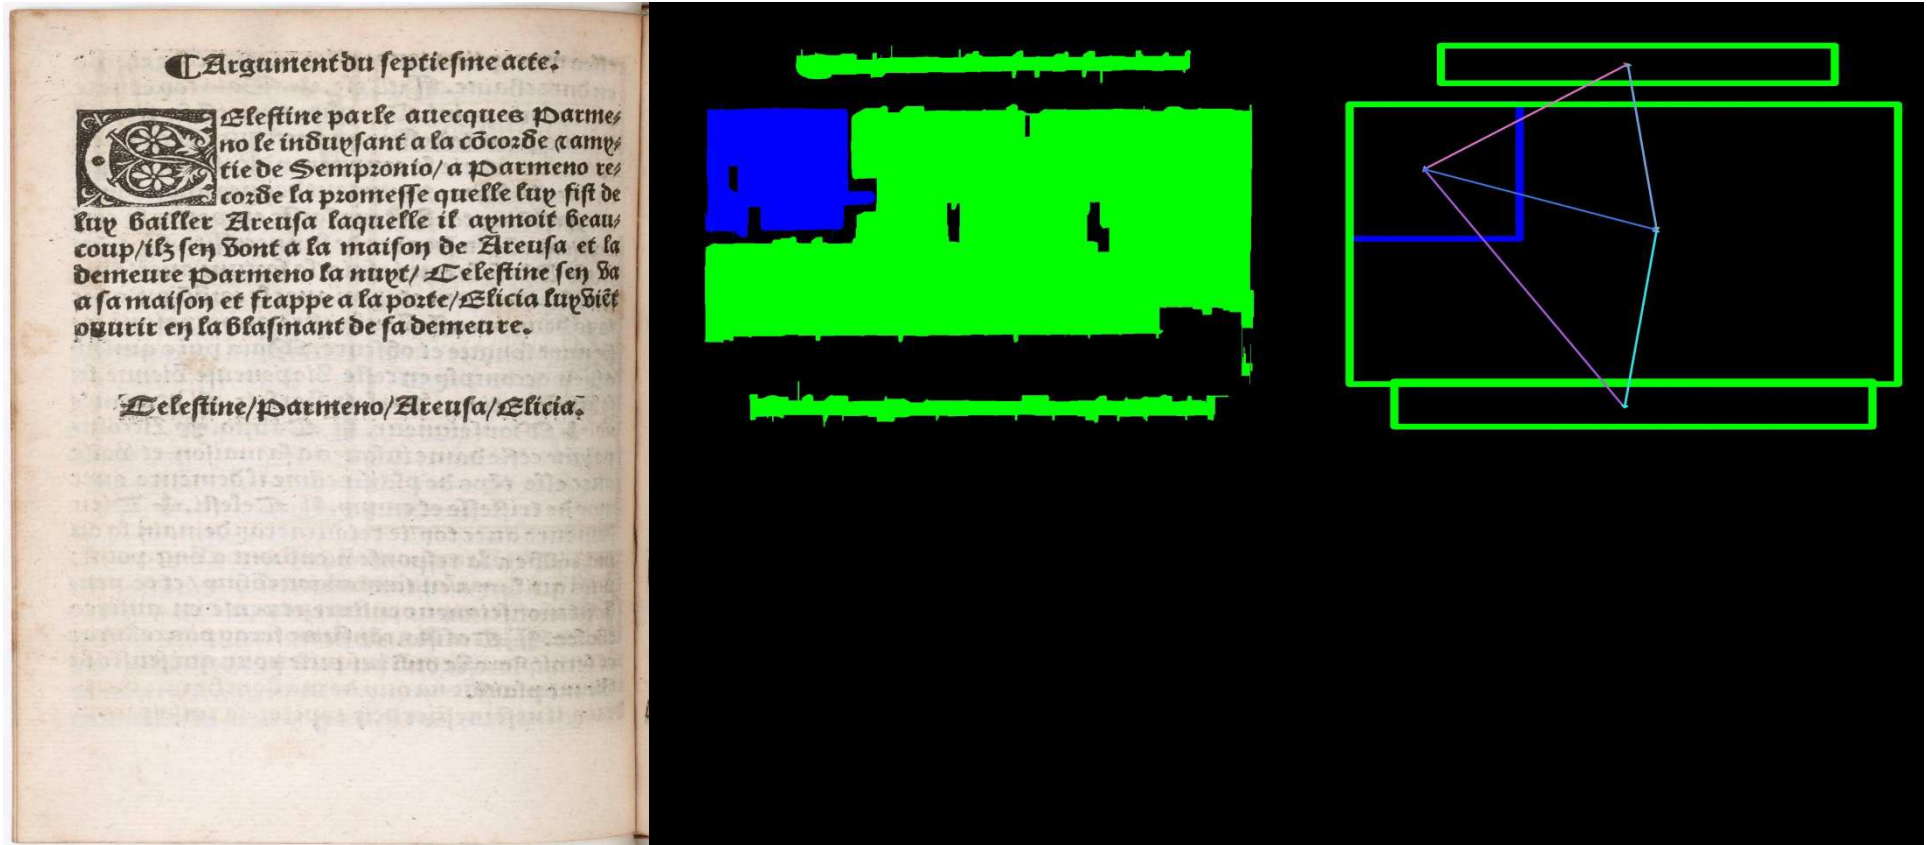 ¶ Argument du septiesme acte.
CElestine parle auecques Parme⸗
no le induysant a la cōcorde ⁊ amy⸗
tie de Sempronio/ a Parmeno re⸗
corde la promesse quelle luy fist de
luy bailler Areusa laquelle il aymoit beau⸗
coup/ilz sen vont a la maison de Areusa et la
demeure Parmeno la nuyt/ Celestine sen va
a sa maison et frappe a la porte/Elicia luy viēt
ouurir en la blasmant de sa demeure.
Celestine/Parmeno/Areusa/Elicia.